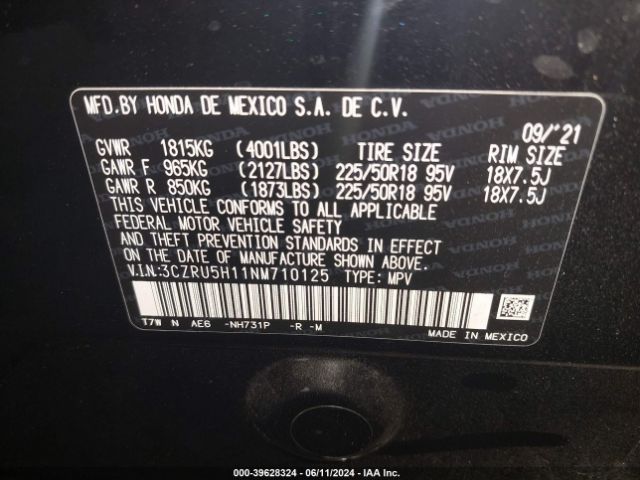 MFD.BY HONDA DE MEXICO S.A. DE C.V.
09/'21
GVWR 1815KG (4001LBS) TIRE SIZE RIM SIZE
GAWR F 965KG (2127LBS) 225/50R18 95V 18X7.5J
GAWR R 850KG (1873LBS) 225/50R18 95V 18X7.5J
THIS VEHICLE CONFORMS TO ALL APPLICABLE
FEDERAL MOTOR VEHICLE SAFETY
AND THEFT PREVENTION STANDARDS IN EFFECT
ON THE DATE OF MANUFACTURE SHOWN ABOVE.
V.I.N.:3CZRU5H11NM710125 TYPE: MPV
T7W N AE6 -NH731P -R -M MADE IN MEXICO
000-39628324 / 06/11/2024 - IAA Inc.